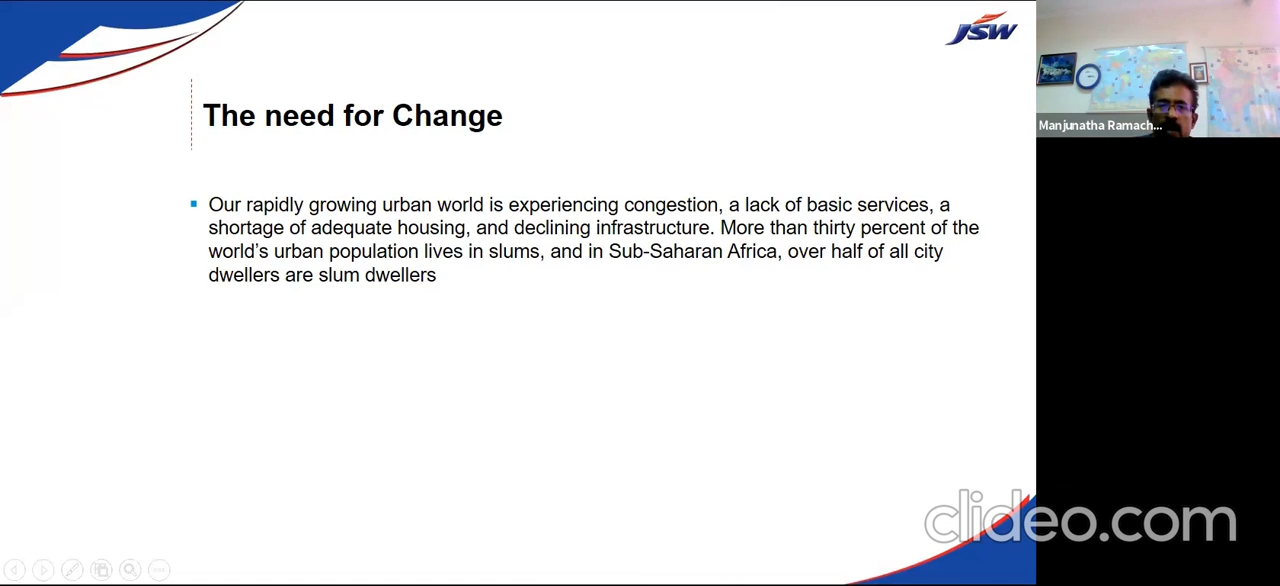 JSW
Manjunatha Ramach...
The need for Change
Our rapidly growing urban world is experiencing congestion, a lack of basic services, a
shortage of adequate housing, and declining infrastructure. More than thirty percent of the
world’s urban population lives in slums, and in Sub-Saharan Africa, over half of all city
dwellers are slum dwellers
clideo.com